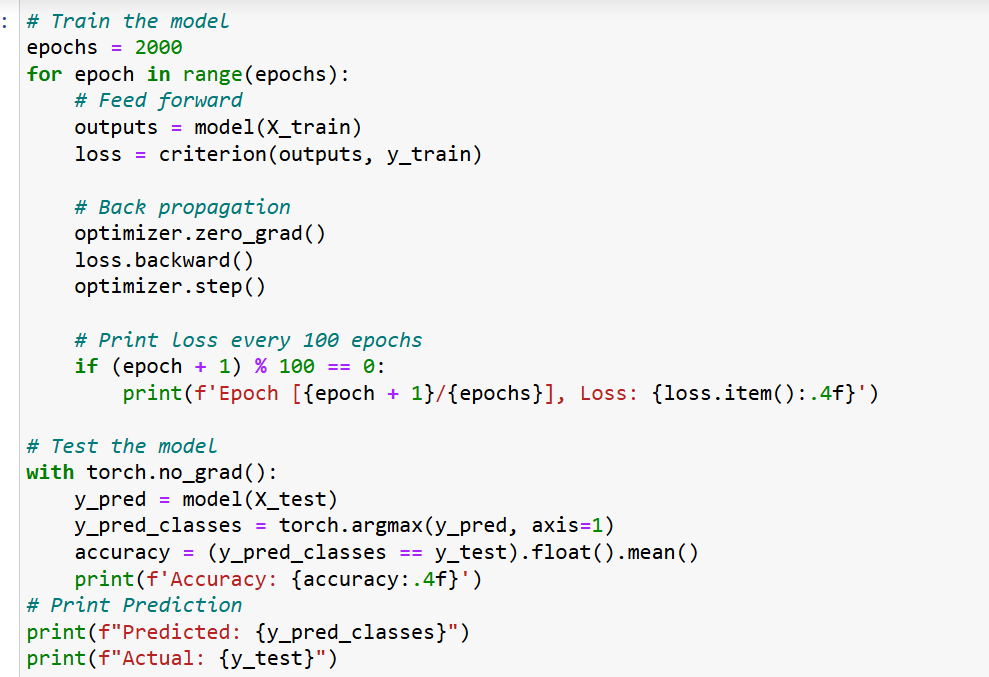 : # Train the model
epochs = 2000
for epoch in range(epochs):
    # Feed forward
    outputs = model(X_train)
    loss = criterion(outputs, y_train)

    # Back propagation
    optimizer.zero_grad()
    loss.backward()
    optimizer.step()

    # Print loss every 100 epochs
    if (epoch + 1) % 100 == 0:
        print(f'Epoch [{epoch + 1}/{epochs}], Loss: {loss.item():.4f}')

# Test the model
with torch.no_grad():
    y_pred = model(X_test)
    y_pred_classes = torch.argmax(y_pred, axis=1)
    accuracy = (y_pred_classes == y_test).float().mean()
    print(f'Accuracy: {accuracy:.4f}')
# Print Prediction
print(f"Predicted: {y_pred_classes}")
print(f"Actual: {y_test}")